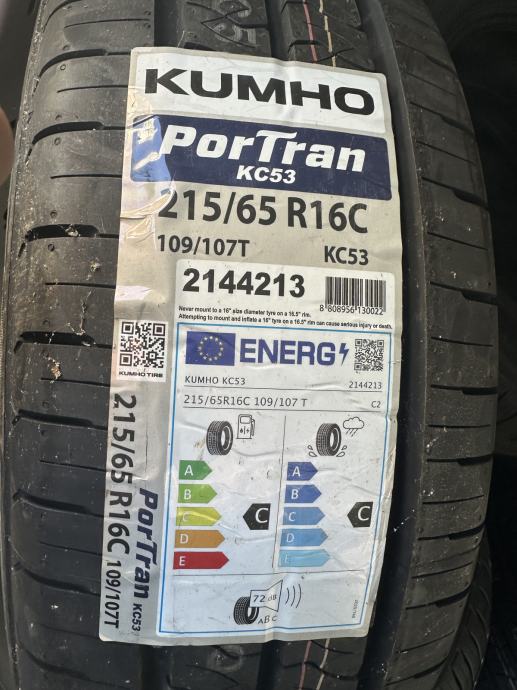 KUMHO
PorTran
KC53
215/65 R16C
109/107T KC53
2144213
8 808956 130022
Never mount to a 16" size diameter tyre on a 16.5" rim.
Attempting to mount and inflate a 16" tyre on a 16.5" rim can cause serious injury or death.
KUMHO TIRE
ENERG
KUMHO KC53 2144213
215/65R16C 109/107 T C2
A
B
C
D
E
C
A
B
C
D
E
C
72 dB
ABC
PorTran KC53
215/65 R16C 109/107T